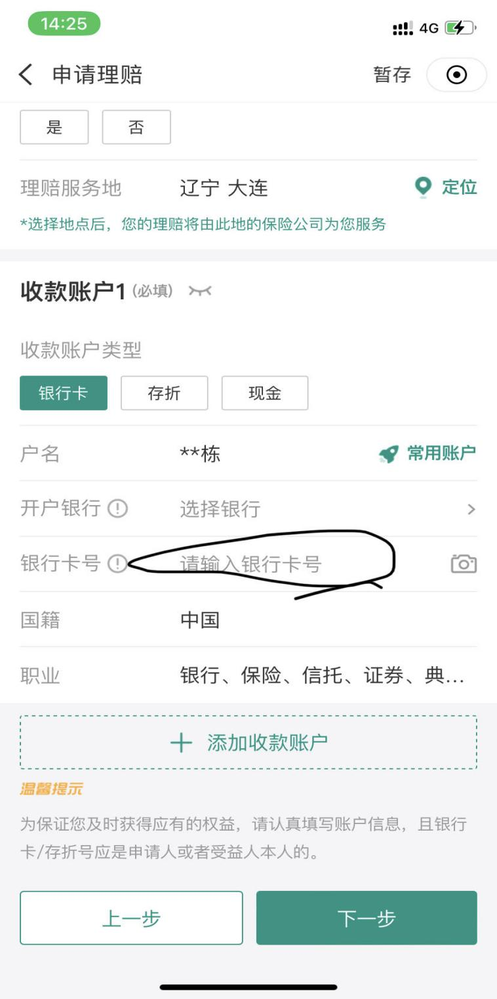 14:25
4G
申请理赔 暂存
是 否
理赔服务地 辽宁 大连 定位
*选择地点后，您的理赔将由此地的保险公司为您服务
收款账户1 (必填)
收款账户类型
银行卡 存折 现金
户名 **栋 常用账户
开户银行 选择银行
银行卡号 请输入银行卡号
国籍 中国
职业 银行、保险、信托、证券、典...
添加收款账户
温馨提示
为保证您及时获得应有的权益，请认真填写账户信息，且银行
卡/存折号应是申请人或者受益人本人的。
上一步 下一步